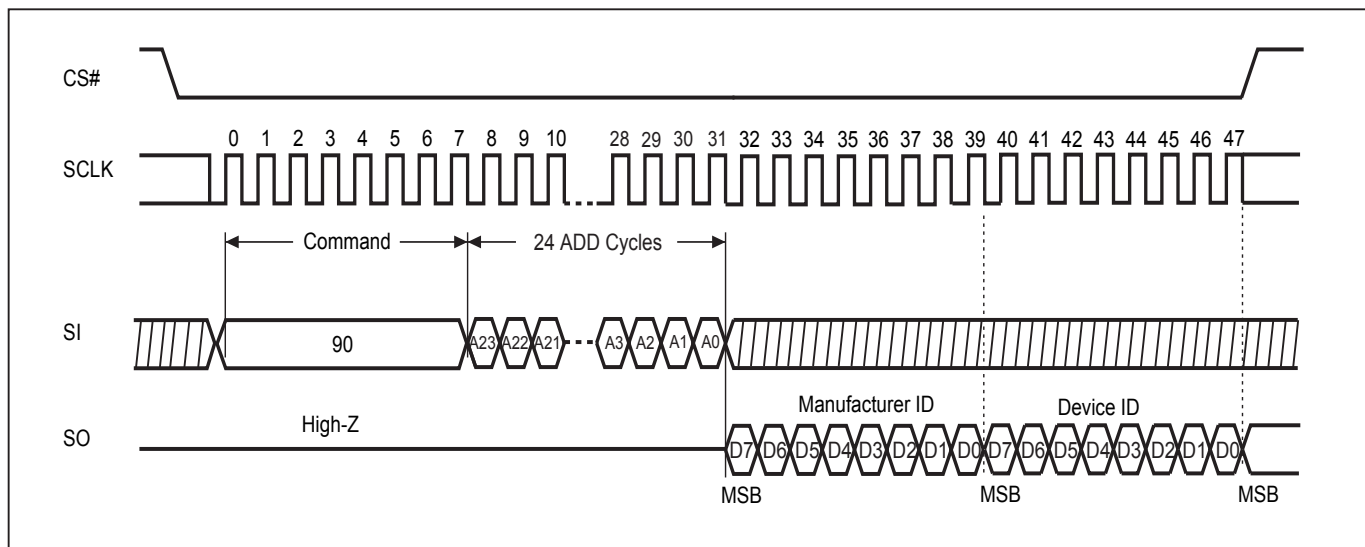 CS#
0 1 2 3 4 5 6 7 8 9 10 28 29 30 31 32 33 34 35 36 37 38 39 40 41 42 43 44 45 46 47
SCLK
Command 24 ADD Cycles
SI 90 A23 A22 A21 A3 A2 A1 A0
Manufacturer ID Device ID
High-Z
SO D7 D6 D5 D4 D3 D2 D1 D0 D7 D6 D5 D4 D3 D2 D1 D0
MSB MSB MSB